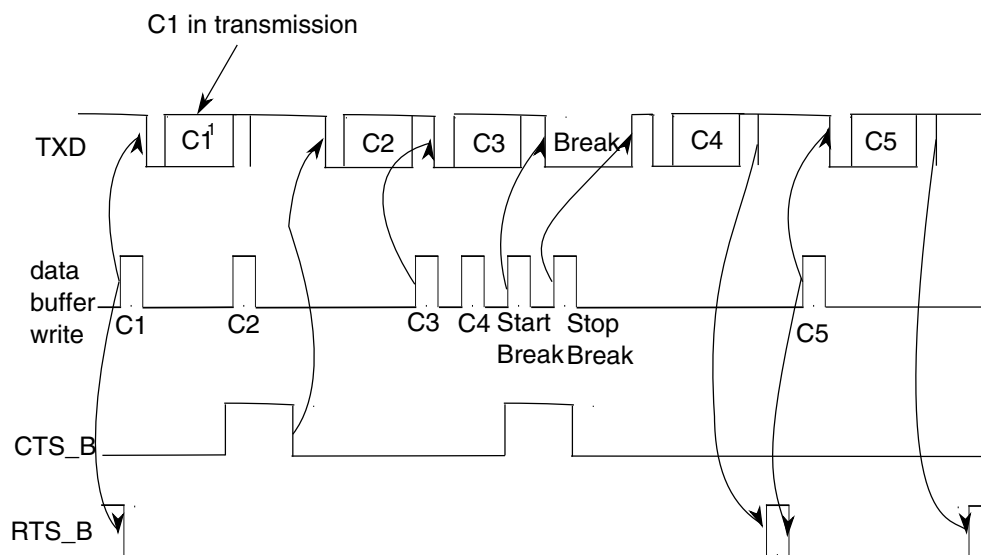 C1 in transmission
TXD
C1
1
C2
C3
Break
C4
C5
data
buffer
write
C1
C2
C3
C4
Start
Break
Stop
Break
C5
CTS_B
RTS_B